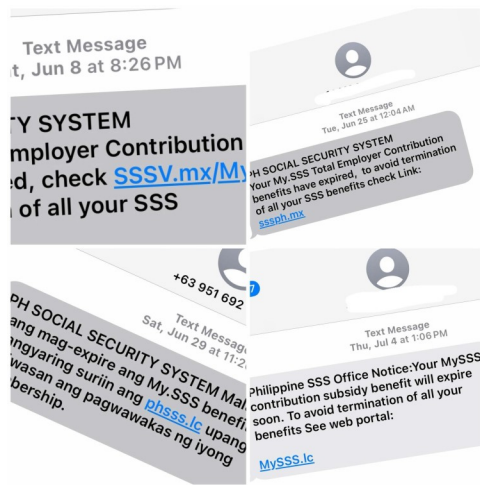 Text Message
t, Jun 8 at 8:26 PM
Y SYSTEM
mployer Contribution
ed, check SSSV.mx/My
of all your SSS
Text Message
Tue, Jun 25 at 12:04 AM
PH SOCIAL SECURITY SYSTEM
Your My.SSS Total Employer Contribution
benefits have expired, to avoid termination
of all your SSS benefits check Link:
sssph.mx
+63 951 692
Text Message
Sat, Jun 29 at 11:2
PH SOCIAL SECURITY SYSTEM Mal
ang mag-expire ang My.SSS benefi
ngyaring suriin ang phsss.lc upang
wasan ang pagwawakas ng iyong
bership.
7
Text Message
Thu, Jul 4 at 1:06 PM
Philippine SSS Office Notice:Your MySSS
contribution subsidy benefit will expire
soon. To avoid termination of all your
benefits See web portal:
MySSS.lc